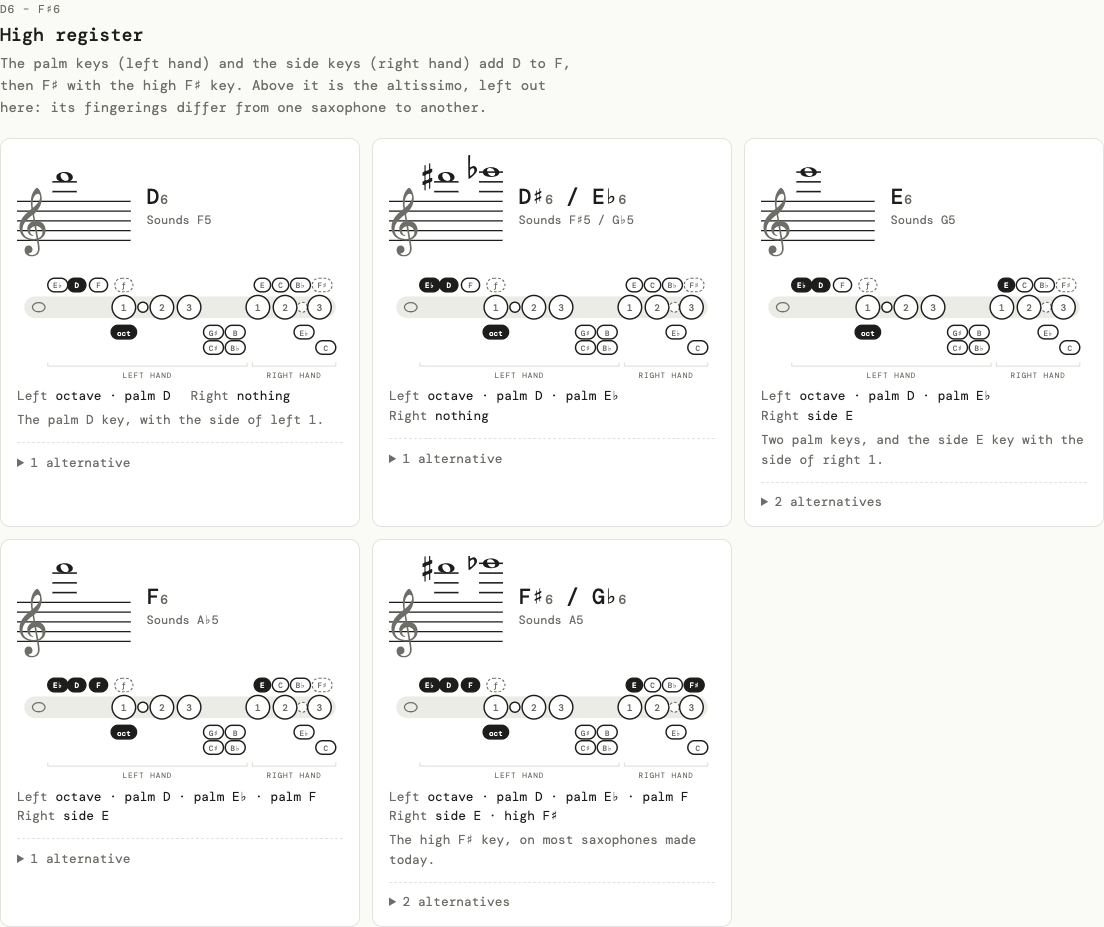 D6 – F♯6
High register
The palm keys (left hand) and the side keys (right hand) add D to F,
then F♯ with the high F♯ key. Above it is the altissimo, left out
here: its fingerings differ from one saxophone to another.
D6
Sounds F5
E♭ D F f E C B♭ F♯
1 2 3 1 2 3
oct G♯ B E♭
C♯ B♭ C
LEFT HAND RIGHT HAND
Left octave · palm D Right nothing
The palm D key, with the side of left 1.
1 alternative
D♯6 / E♭6
Sounds F♯5 / G♭5
E♭ D F f E C B♭ F♯
1 2 3 1 2 3
oct G♯ B E♭
C♯ B♭ C
LEFT HAND RIGHT HAND
Left octave · palm D · palm E♭
Right nothing
1 alternative
E6
Sounds G5
E♭ D F f E C B♭ F♯
1 2 3 1 2 3
oct G♯ B E♭
C♯ B♭ C
LEFT HAND RIGHT HAND
Left octave · palm D · palm E♭
Right side E
Two palm keys, and the side E key with the
side of right 1.
2 alternatives
F6
Sounds A♭5
E♭ D F f E C B♭ F♯
1 2 3 1 2 3
oct G♯ B E♭
C♯ B♭ C
LEFT HAND RIGHT HAND
Left octave · palm D · palm E♭ · palm F
Right side E
1 alternative
F♯6 / G♭6
Sounds A5
E♭ D F f E C B♭ F♯
1 2 3 1 2 3
oct G♯ B E♭
C♯ B♭ C
LEFT HAND RIGHT HAND
Left octave · palm D · palm E♭ · palm F
Right side E · high F♯
The high F♯ key, on most saxophones made
today.
2 alternatives